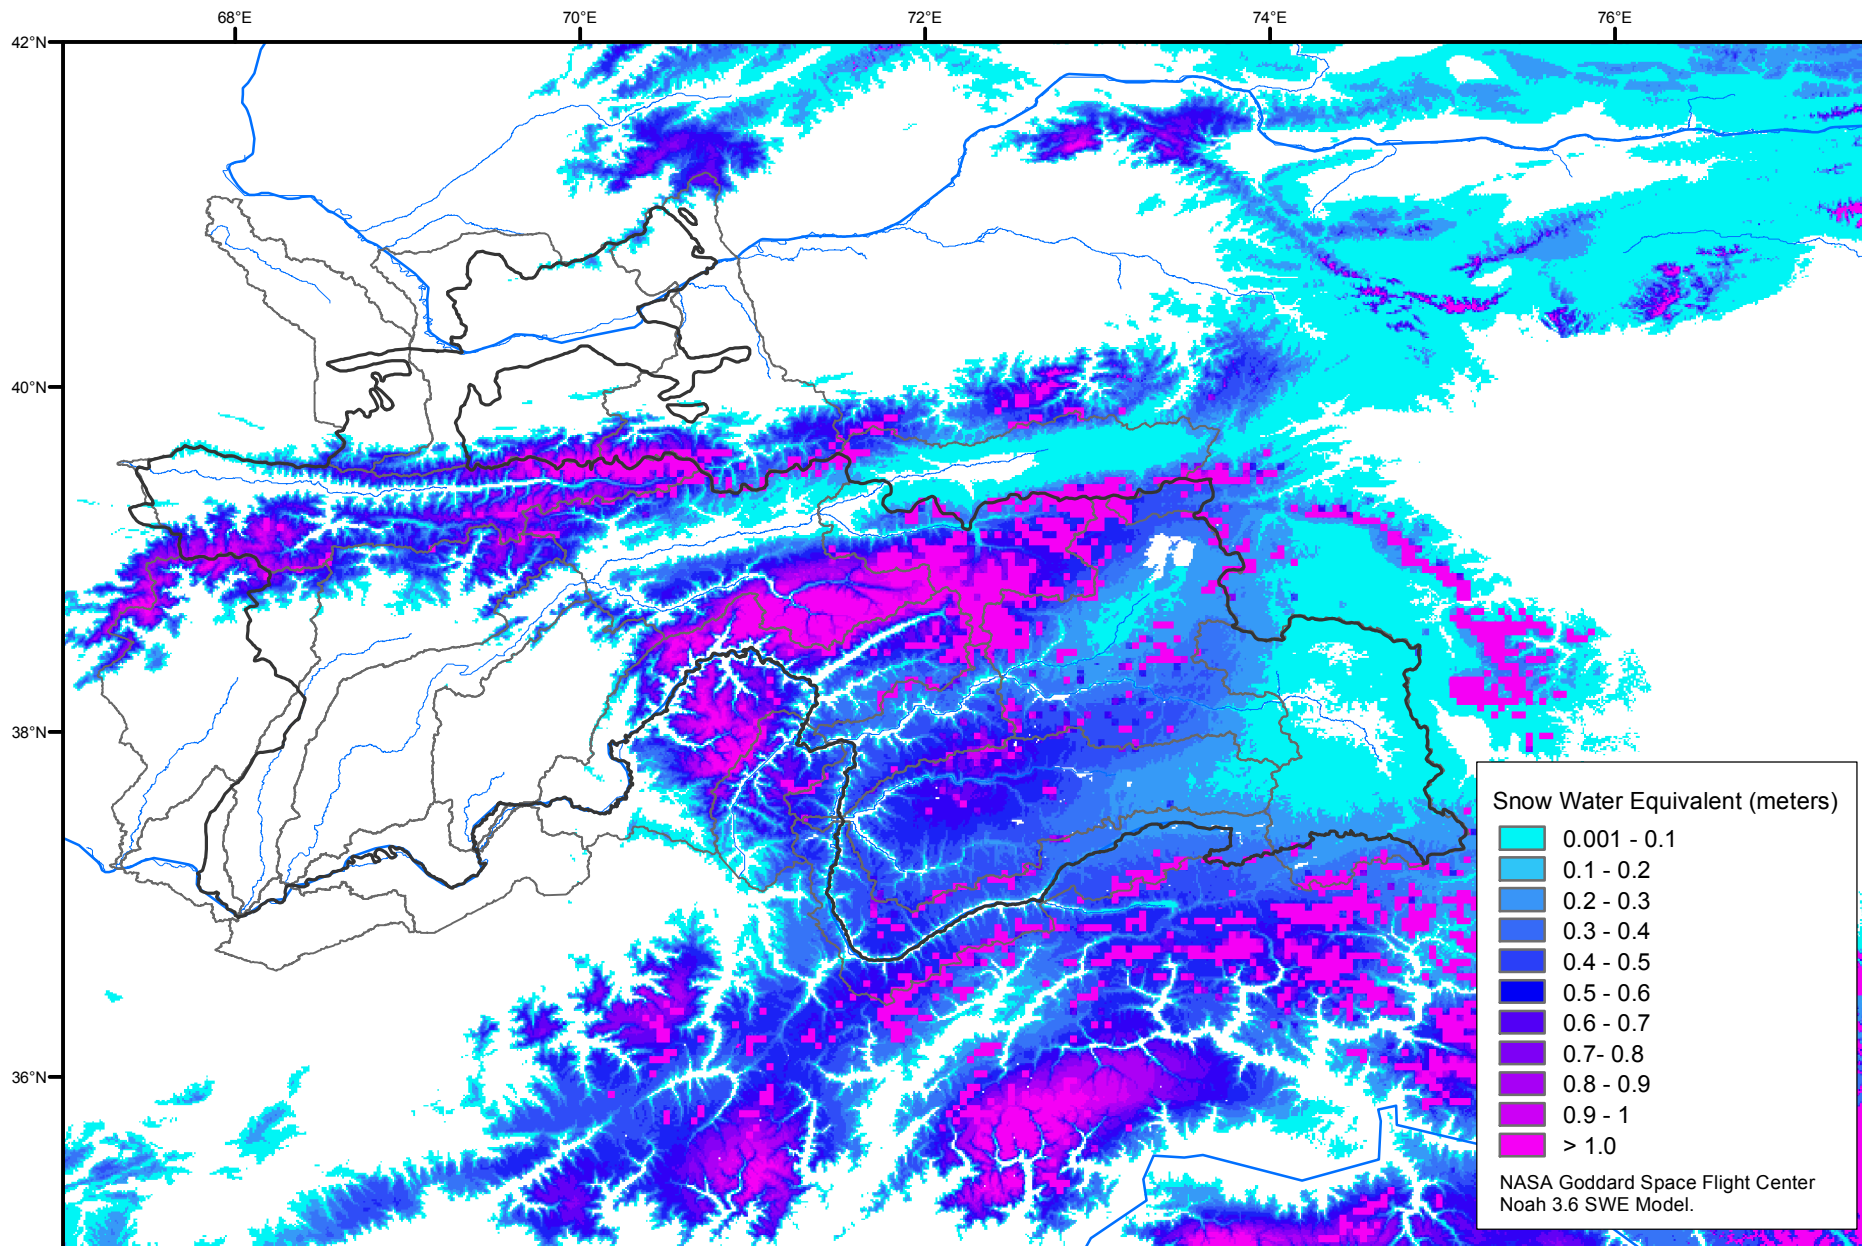 68°E
70°E
72°E
74°E
76°E
42°N
40°N
38°N
36°N
Snow Water Equivalent (meters)
0.001 - 0.1
0.1 - 0.2
0.2 - 0.3
0.3 - 0.4
0.4 - 0.5
0.5 - 0.6
0.6 - 0.7
0.7- 0.8
0.8 - 0.9
0.9 - 1
> 1.0
NASA Goddard Space Flight Center
Noah 3.6 SWE Model.